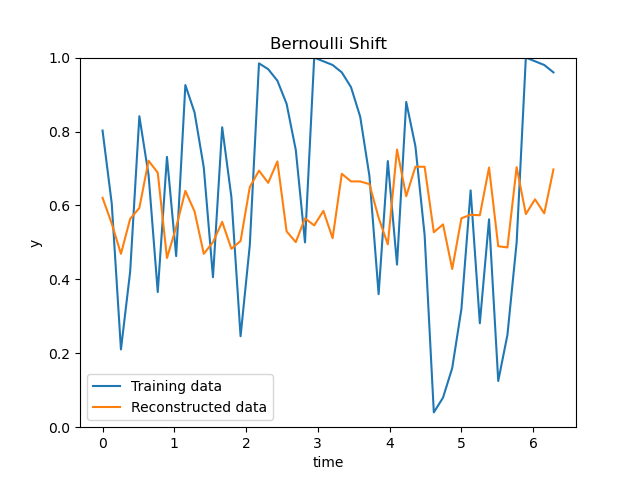 Bernoulli Shift
1.0
0.8
0.6
0.4
0.2
0.0
y
Training data
Reconstructed data
0 1 2 3 4 5 6
time